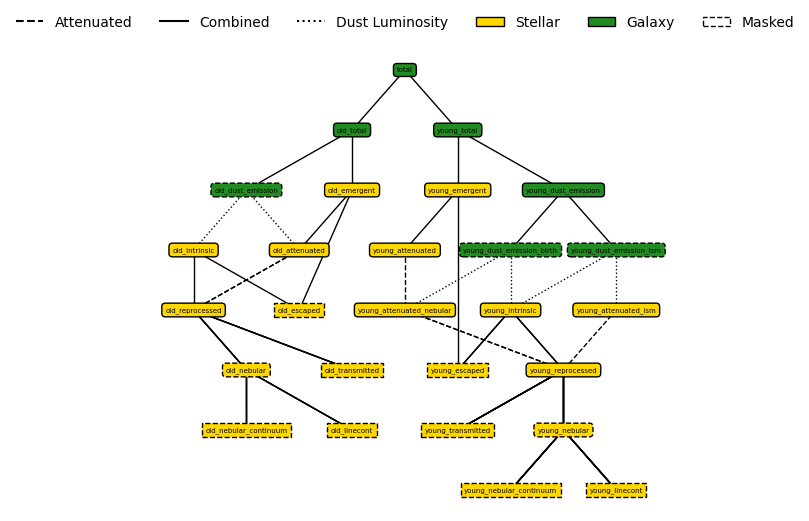 Attenuated Combined Dust Luminosity Stellar Galaxy Masked
total
old_total young_total
old_dust_emission old_emergent young_emergent young_dust_emission
old_intrinsic old_attenuated young_attenuated young_dust_emission_birth young_dust_emission_ism
old_reprocessed old_escaped young_attenuated_nebular young_intrinsic young_attenuated_ism
old_nebular old_transmitted young_escaped young_reprocessed
old_nebular_continuum old_linecont young_transmitted young_nebular
young_nebular_continuum young_linecont